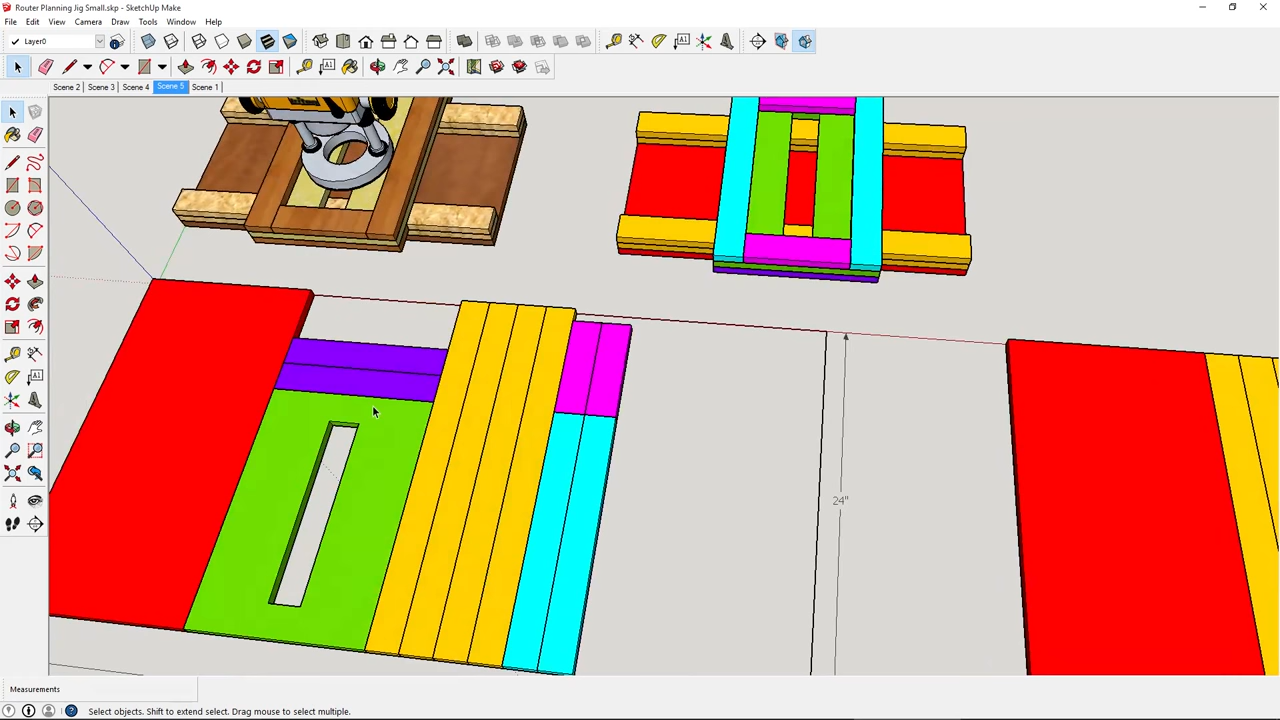 Router Planning Jig Small.skp - SketchUp Make
File Edit View Camera Draw Tools Window Help
Layer0
Scene 2 Scene 3 Scene 4 Scene 5 Scene 1
24"
Measurements
Select objects. Shift to extend select. Drag mouse to select multiple.